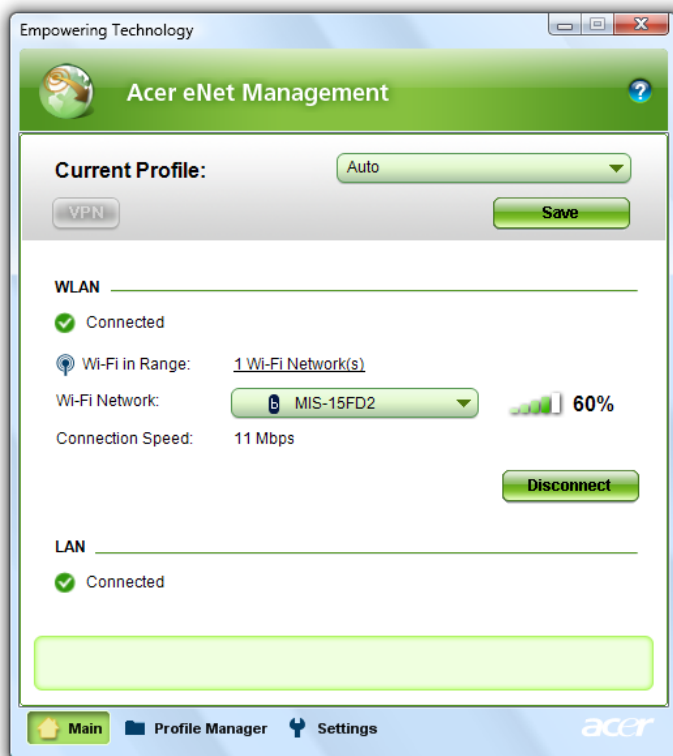 Empowering Technology
Acer eNet Management
?
Current Profile: Auto
VPN Save
WLAN
Connected
Wi-Fi in Range: 1 Wi-Fi Network(s)
Wi-Fi Network: b MIS-15FD2 60%
Connection Speed: 11 Mbps
Disconnect
LAN
Connected
Main Profile Manager Settings acer